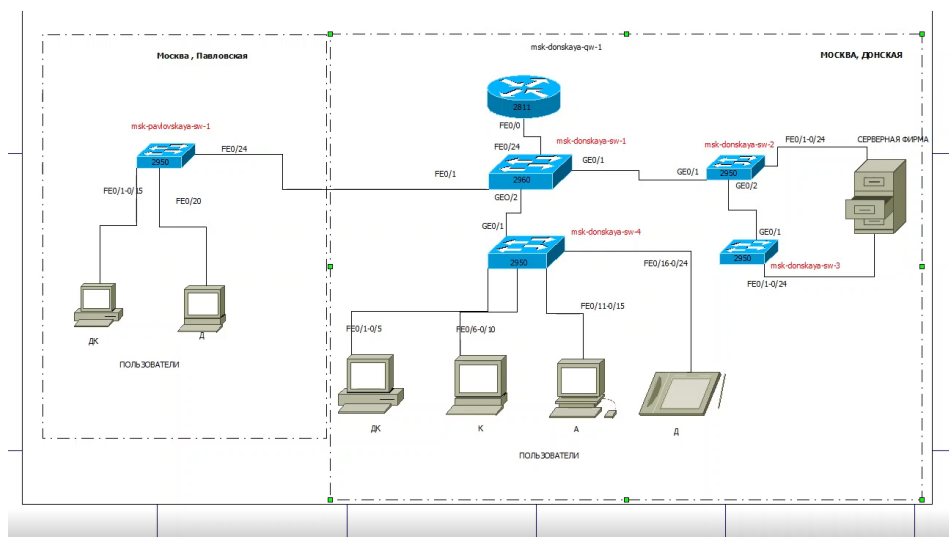 msk-donskaya-qw-1
Москва , Павловская
МОСКВА, ДОНСКАЯ
2811
msk-pavlovskaya-sw-1
FE0/0
FE0/24
msk-donskaya-sw-1
msk-donskaya-sw-2
FE0/1-0/24
СЕРВЕРНАЯ ФИРМА
FE0/24
2950
GE0/1
2960
FE0/1
GE0/1
2950
GE0/2
FE0/1-0/15
FE0/20
GEO/2
GE0/1
msk-donskaya-sw-4
GE0/1
2950
2950
msk-donskaya-sw-3
FE0/16-0/24
FE0/1-0/24
FE0/11-0/15
FE0/1-0/5
FE0/6-0/10
ДК
Д
ПОЛЬЗОВАТЕЛИ
ДК
К
А
Д
ПОЛЬЗОВАТЕЛИ